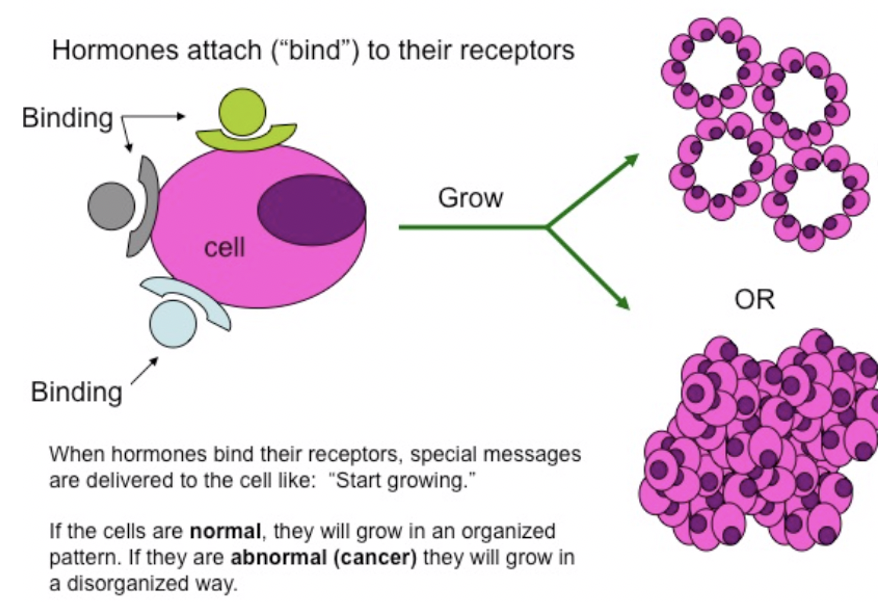 Hormones attach (“bind”) to their receptors
Binding
Grow
cell
OR
Binding
When hormones bind their receptors, special messages
are delivered to the cell like:  “Start growing.”
If the cells are normal, they will grow in an organized
pattern. If they are abnormal (cancer) they will grow in
a disorganized way.